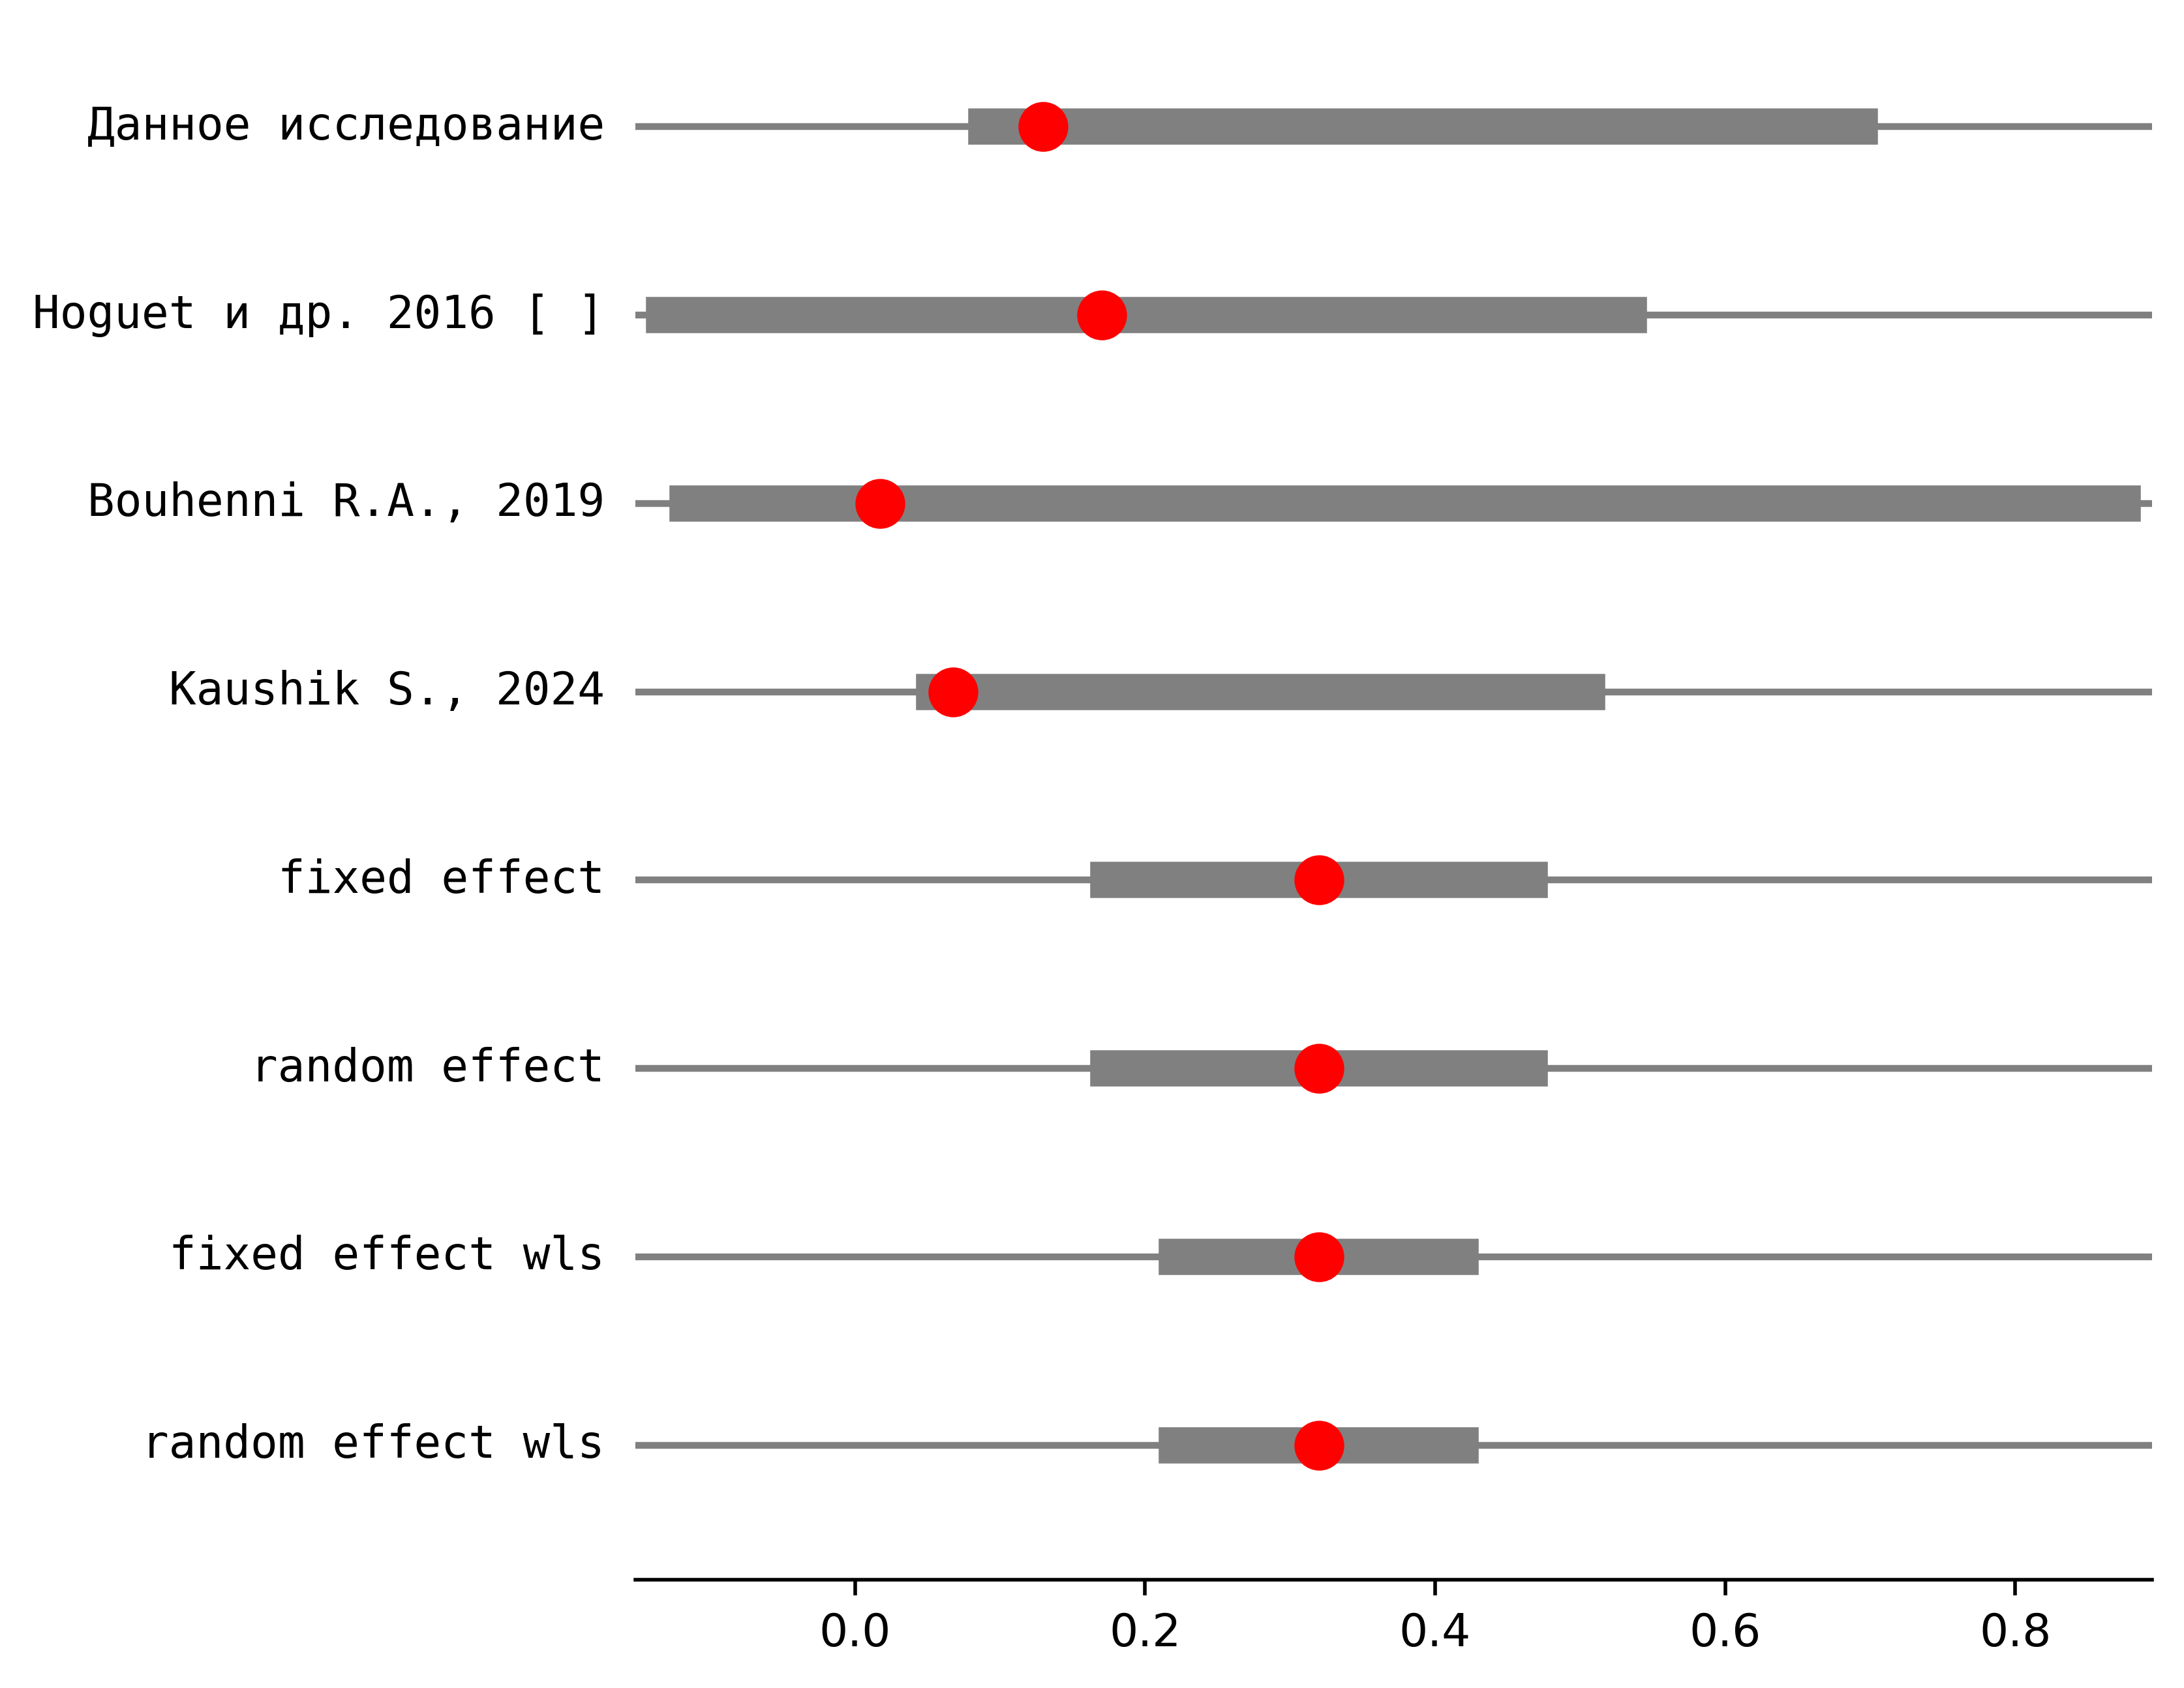 Данное исследование
Hoguet и др. 2016 [ ]
Bouhenni R.A., 2019
Kaushik S., 2024
fixed effect
random effect
fixed effect wls
random effect wls
0.0 0.2 0.4 0.6 0.8